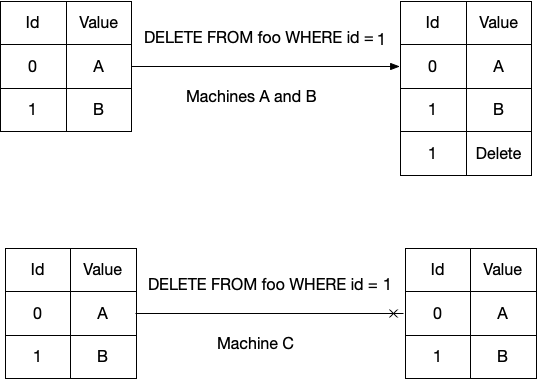 Id Value
0 A
1 B
DELETE FROM foo WHERE id = 1
Machines A and B
Id Value
0 A
1 B
1 Delete
Id Value
0 A
1 B
DELETE FROM foo WHERE id = 1
Machine C
Id Value
0 A
1 B